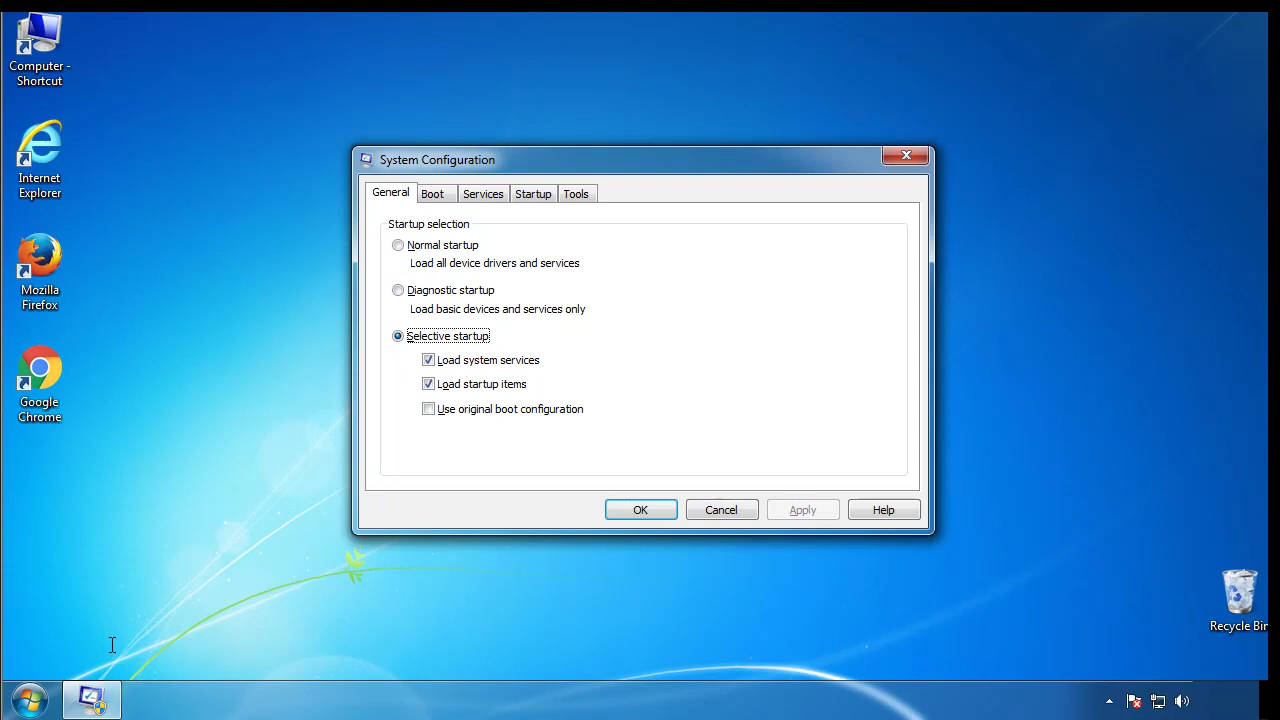 Computer -
Shortcut
Internet
Explorer
Mozilla
Firefox
Google
Chrome
System Configuration
General Boot Services Startup Tools
Startup selection
Normal startup
Load all device drivers and services
Diagnostic startup
Load basic devices and services only
Selective startup
Load system services
Load startup items
Use original boot configuration
OK Cancel Apply Help
Recycle Bin